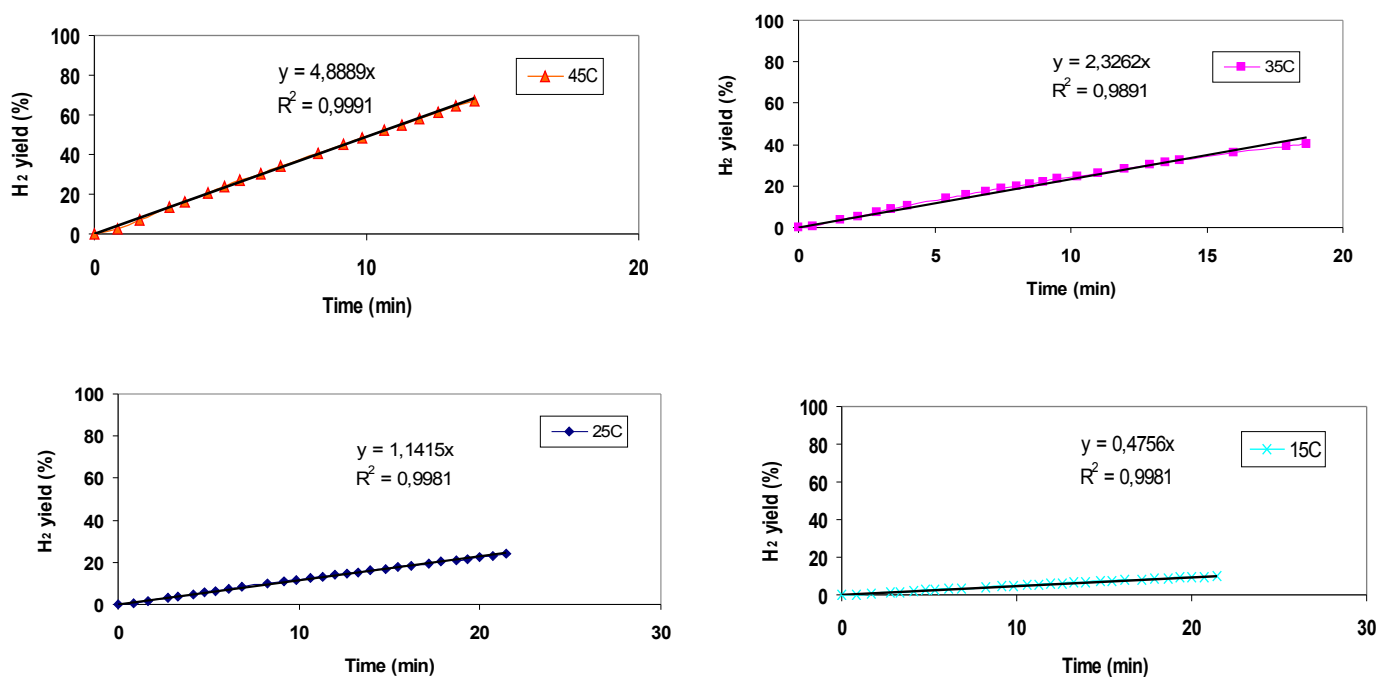 100
80
60
40
20
0
H2 yield (%)
y = 4,8889x
R2 = 0,9991
45C
0 10 20
Time (min)
100
80
60
40
20
0
H2 yield (%)
y = 2,3262x
R2 = 0,9891
35C
0 5 10 15 20
Time (min)
100
80
60
40
20
0
H2 yield (%)
y = 1,1415x
R2 = 0,9981
25C
0 10 20 30
Time (min)
100
80
60
40
20
0
H2 yield (%)
y = 0,4756x
R2 = 0,9981
15C
0 10 20 30
Time (min)